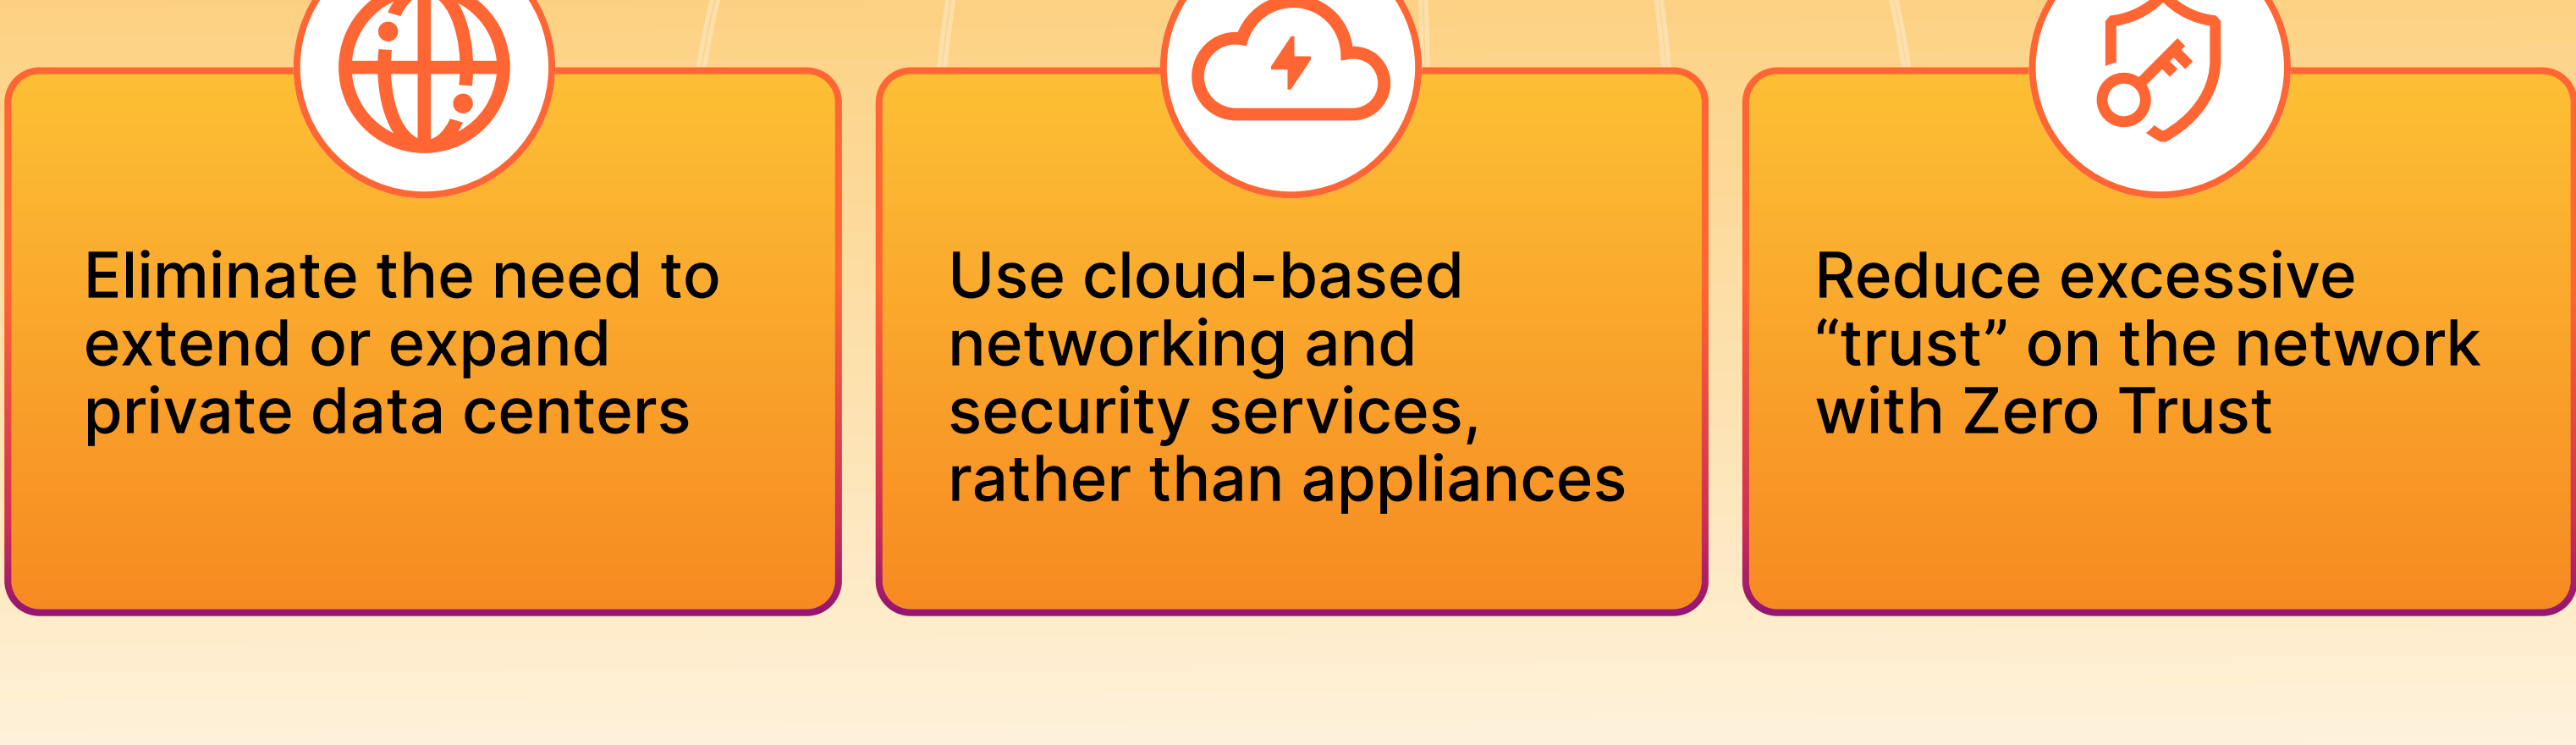 Eliminate the need to
extend or expand
private data centers
Use cloud-based
networking and
security services,
rather than appliances
Reduce excessive
“trust” on the network
with Zero Trust